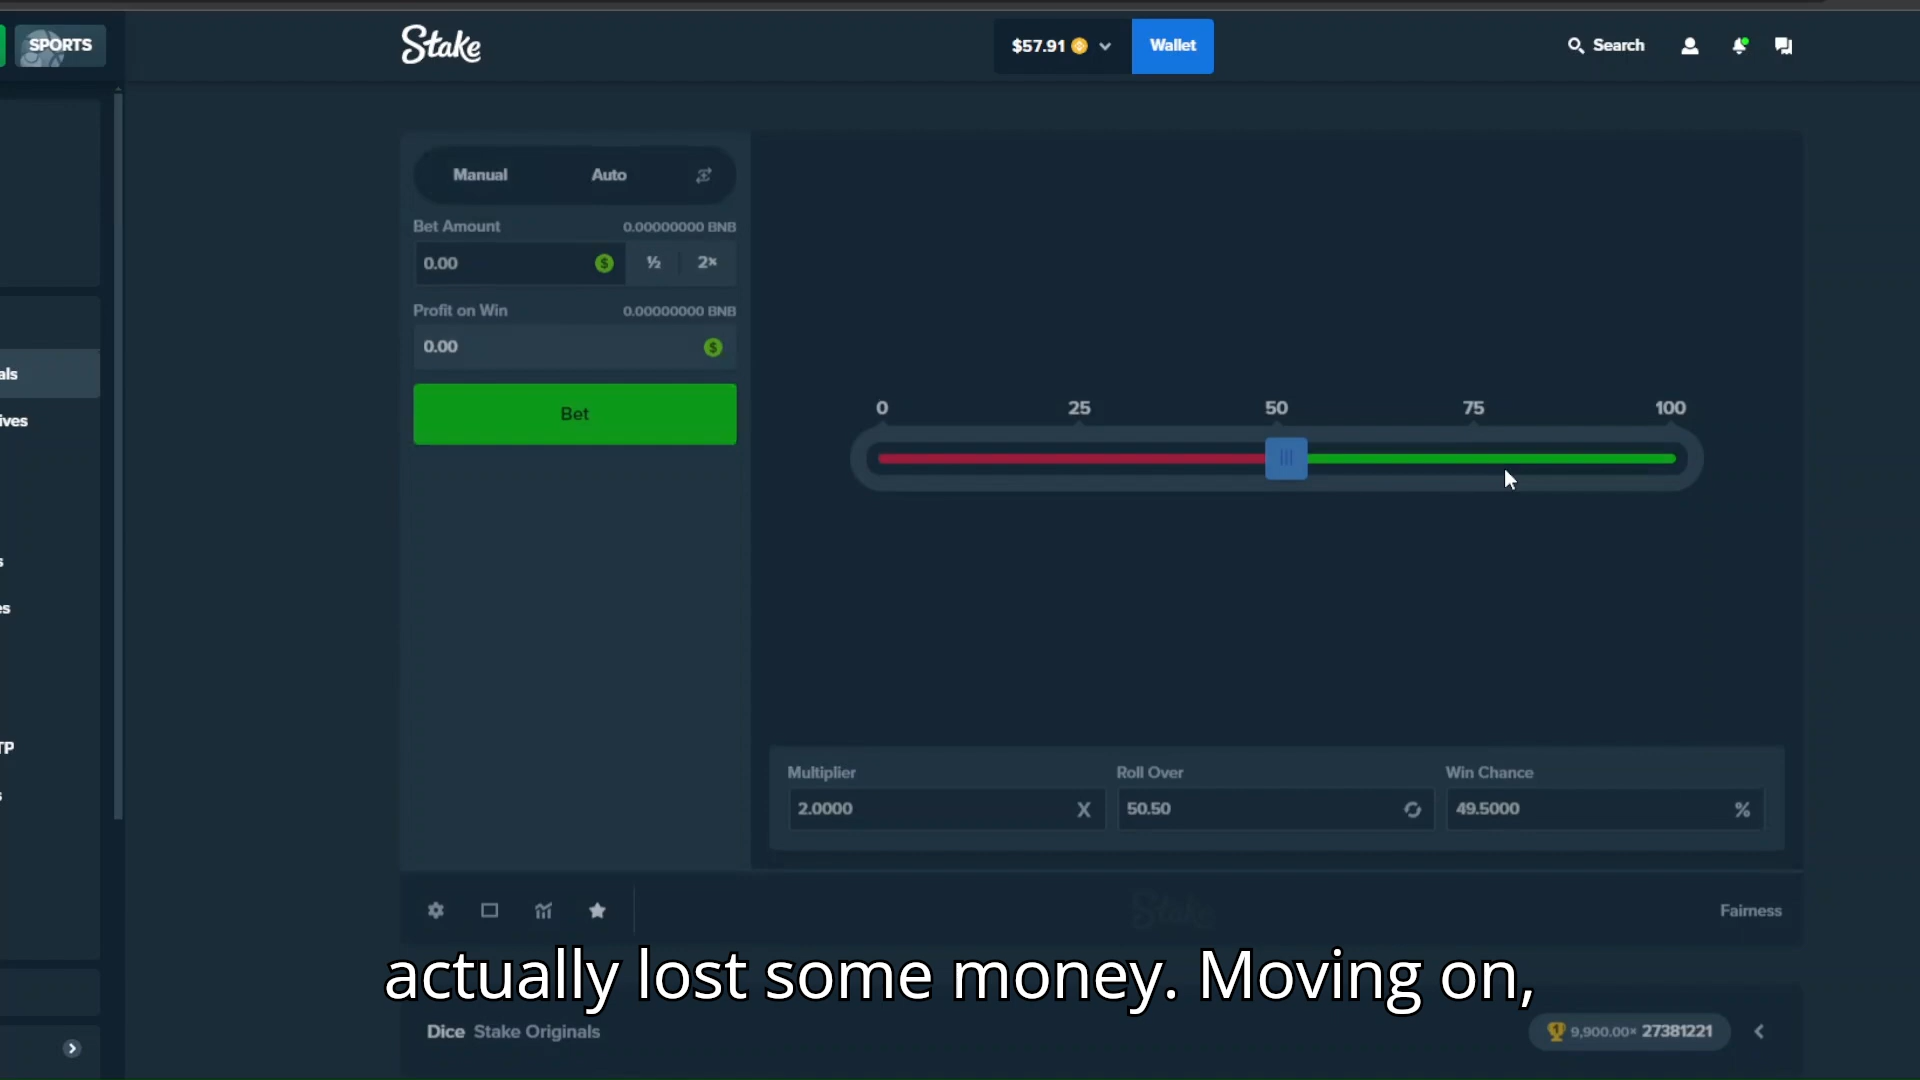 SPORTS
Stake
$57.91
Wallet
Search
Manual Auto
Bet Amount 0.00000000 BNB
0.00 ½ 2×
Profit on Win 0.00000000 BNB
0.00
Bet
0 25 50 75 100
als
ives
s
es
TP
s
Multiplier Roll Over Win Chance
2.0000 X 50.50 49.5000 %
Stake
Fairness
actually lost some money. Moving on,
Dice Stake Originals
9,900.00× 27381221